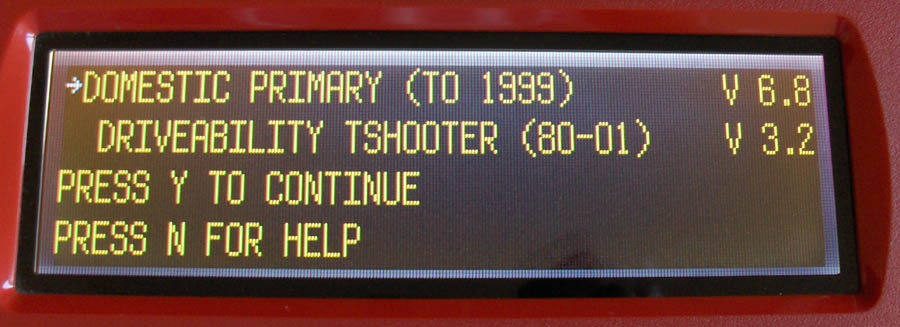 →DOMESTIC PRIMARY (TO 1999) V 6.8
DRIVEABILITY TSHOOTER (80-01) V 3.2
PRESS Y TO CONTINUE
PRESS N FOR HELP